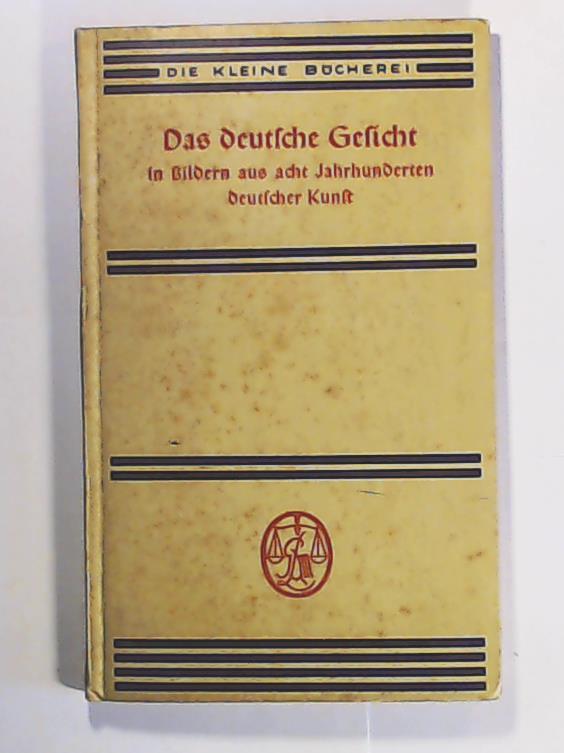 DIE KLEINE BÜCHEREI
Das deutſche Geſicht
in Bildern aus acht Jahrhunderten
deutſcher Kunſt